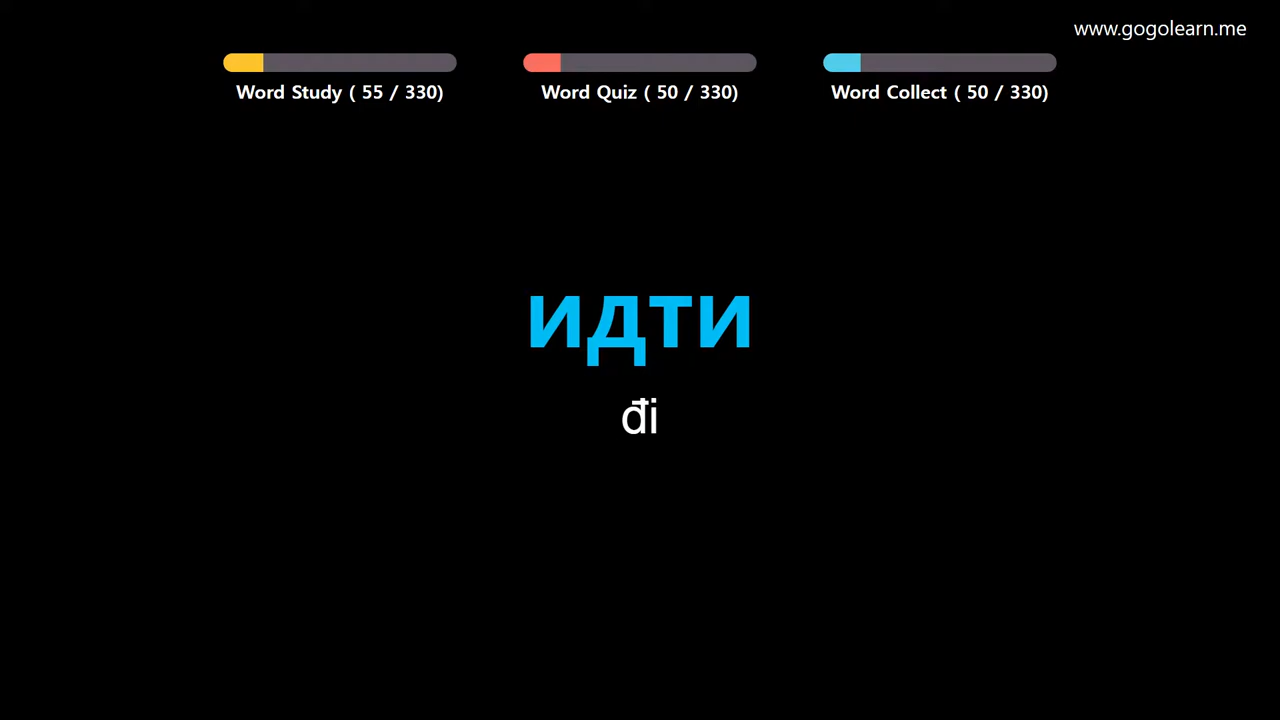 www.gogolearn.me
Word Study ( 55 / 330)
Word Quiz ( 50 / 330)
Word Collect ( 50 / 330)
идти
đi